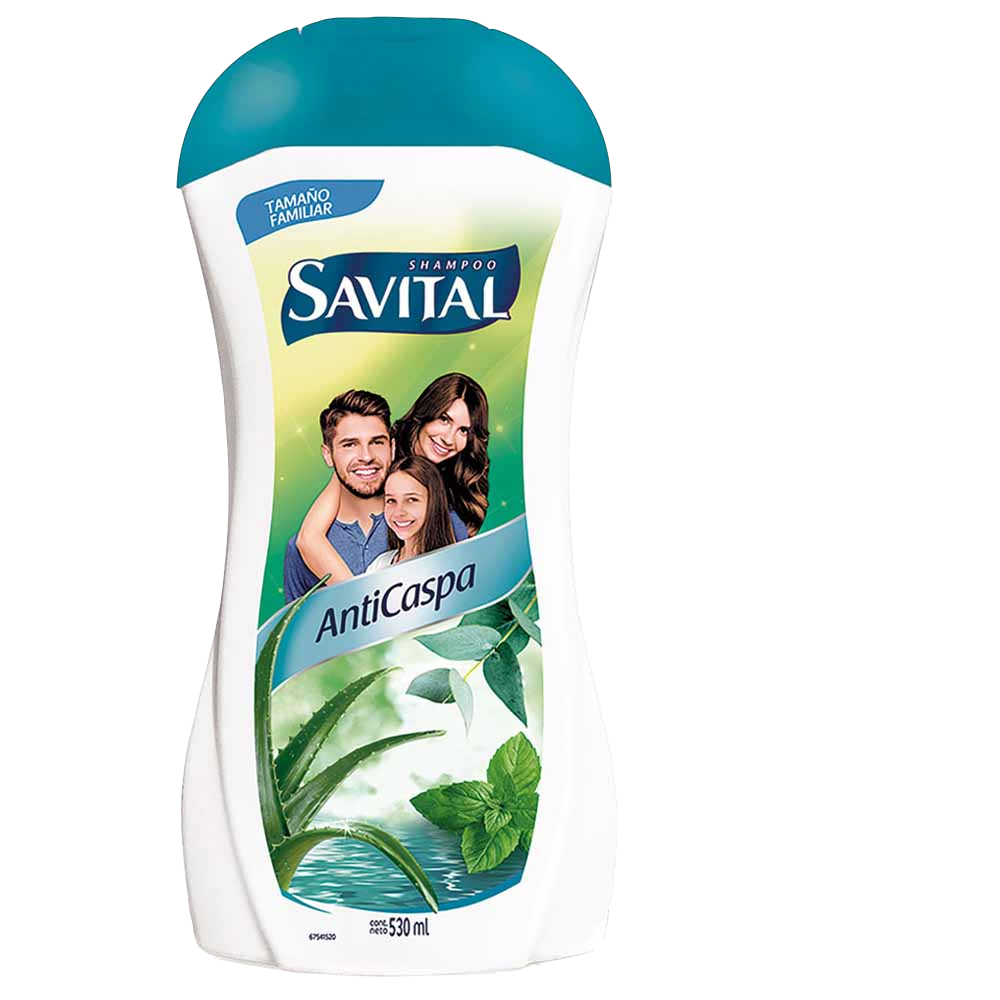 TAMAÑO
FAMILIAR
SHAMPOO
SAVITAL
AntiCaspa
cont.
neto 530 ml
67541520